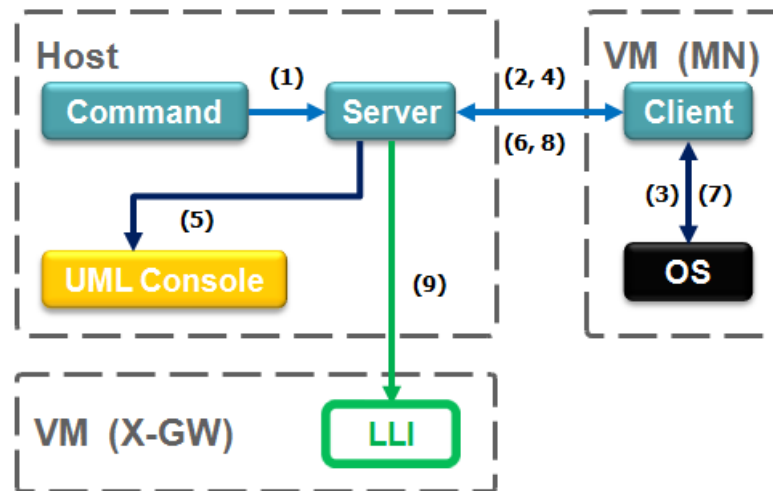 Host
VM (MN)
(1)
(2, 4)
Command
Server
Client
(6, 8)
(3)
(7)
(5)
UML Console
OS
(9)
VM (X-GW)
LLI